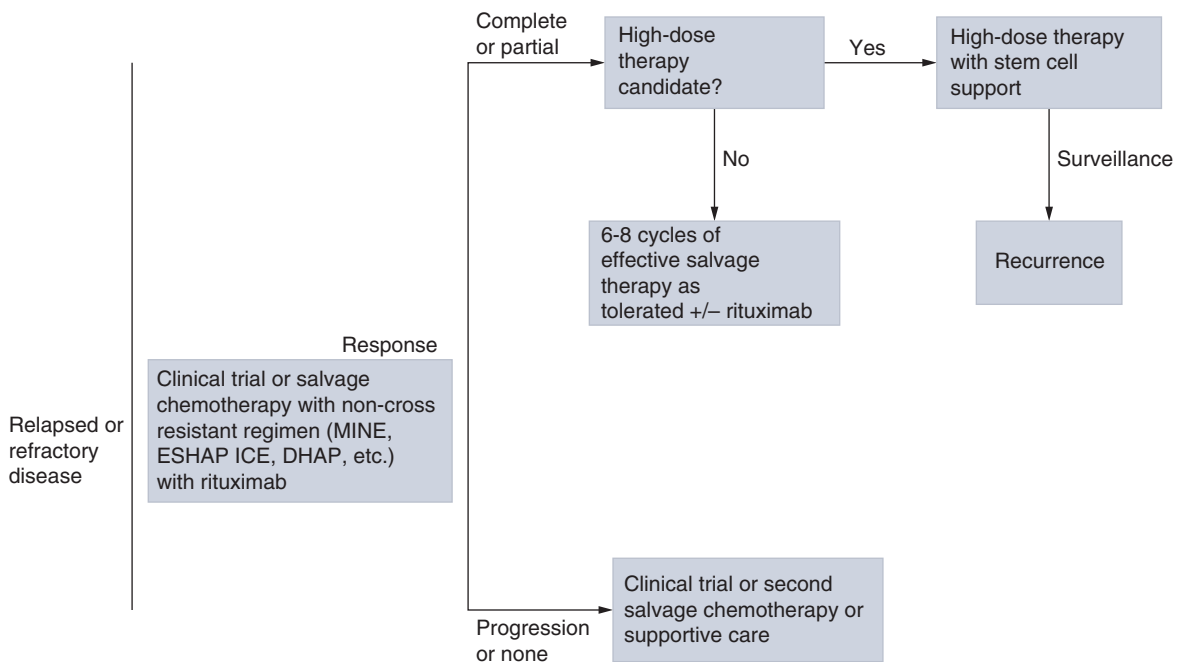 Relapsed or
refractory
disease
Response
Clinical trial or salvage
chemotherapy with non-cross
resistant regimen (MINE,
ESHAP ICE, DHAP, etc.)
with rituximab
Complete
or partial
High-dose
therapy
candidate?
Yes
High-dose therapy
with stem cell
support
No
Surveillance
6-8 cycles of
effective salvage
therapy as
tolerated +/– rituximab
Recurrence
Progression
or none
Clinical trial or second
salvage chemotherapy or
supportive care